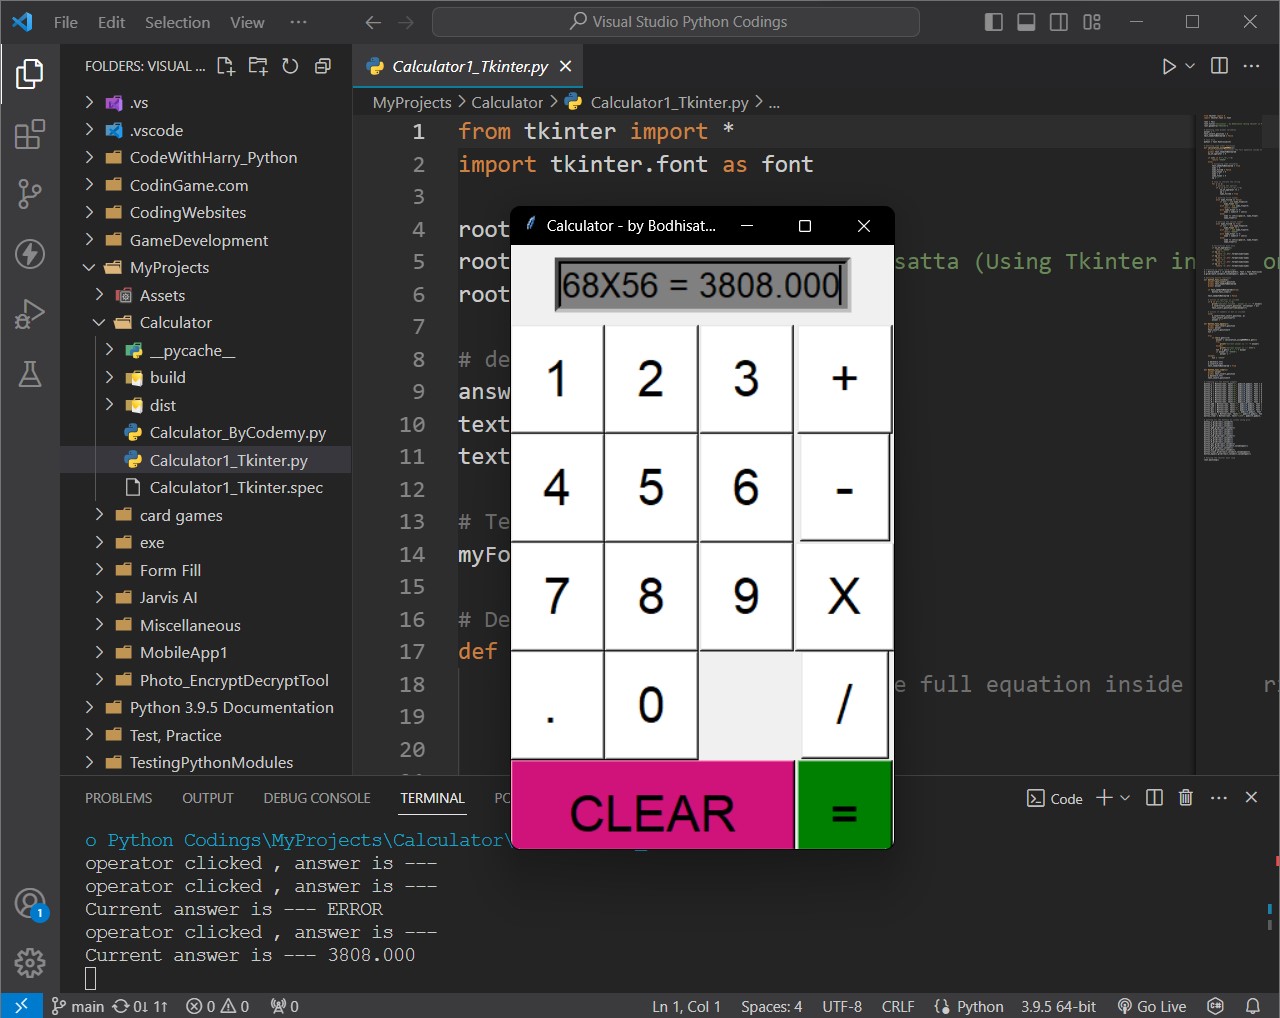 File Edit Selection View ··· Visual Studio Python Codings
FOLDERS: VISUAL ...
.vs
.vscode
CodeWithHarry_Python
CodinGame.com
CodingWebsites
GameDevelopment
MyProjects
Assets
Calculator
__pycache__
build
dist
Calculator_ByCodemy.py
Calculator1_Tkinter.py
Calculator1_Tkinter.spec
card games
exe
Form Fill
Jarvis AI
Miscellaneous
MobileApp1
Photo_EncryptDecryptTool
Python 3.9.5 Documentation
Test, Practice
TestingPythonModules
Calculator1_Tkinter.py
MyProjects > Calculator > Calculator1_Tkinter.py > ...
1 from tkinter import *
2 import tkinter.font as font
3
4 root
5 root satta (Using Tkinter in
6 root
7
8 # de
9 answ
10 text
11 text
12
13 # Te
14 myFo
15
16 # De
17 def
18 e full equation inside
19
20
Calculator - by Bodhisat...
68X56 = 3808.000
1 2 3 +
4 5 6 -
7 8 9 X
. 0 /
CLEAR =
PROBLEMS OUTPUT DEBUG CONSOLE TERMINAL PO
Code
o Python Codings\MyProjects\Calculator\
operator clicked , answer is ---
operator clicked , answer is ---
Current answer is --- ERROR
operator clicked , answer is ---
Current answer is --- 3808.000
1
main 0↓ 1↑ 0 0 0 Ln 1, Col 1 Spaces: 4 UTF-8 CRLF Python 3.9.5 64-bit Go Live